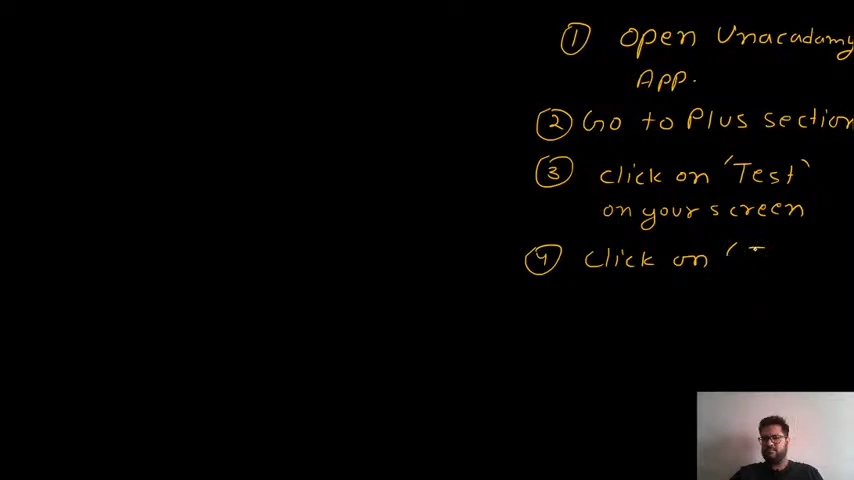 ① Open Unacadamy
App.
② Go to Plus section
③ click on 'Test'
on your screen
④ Click on '